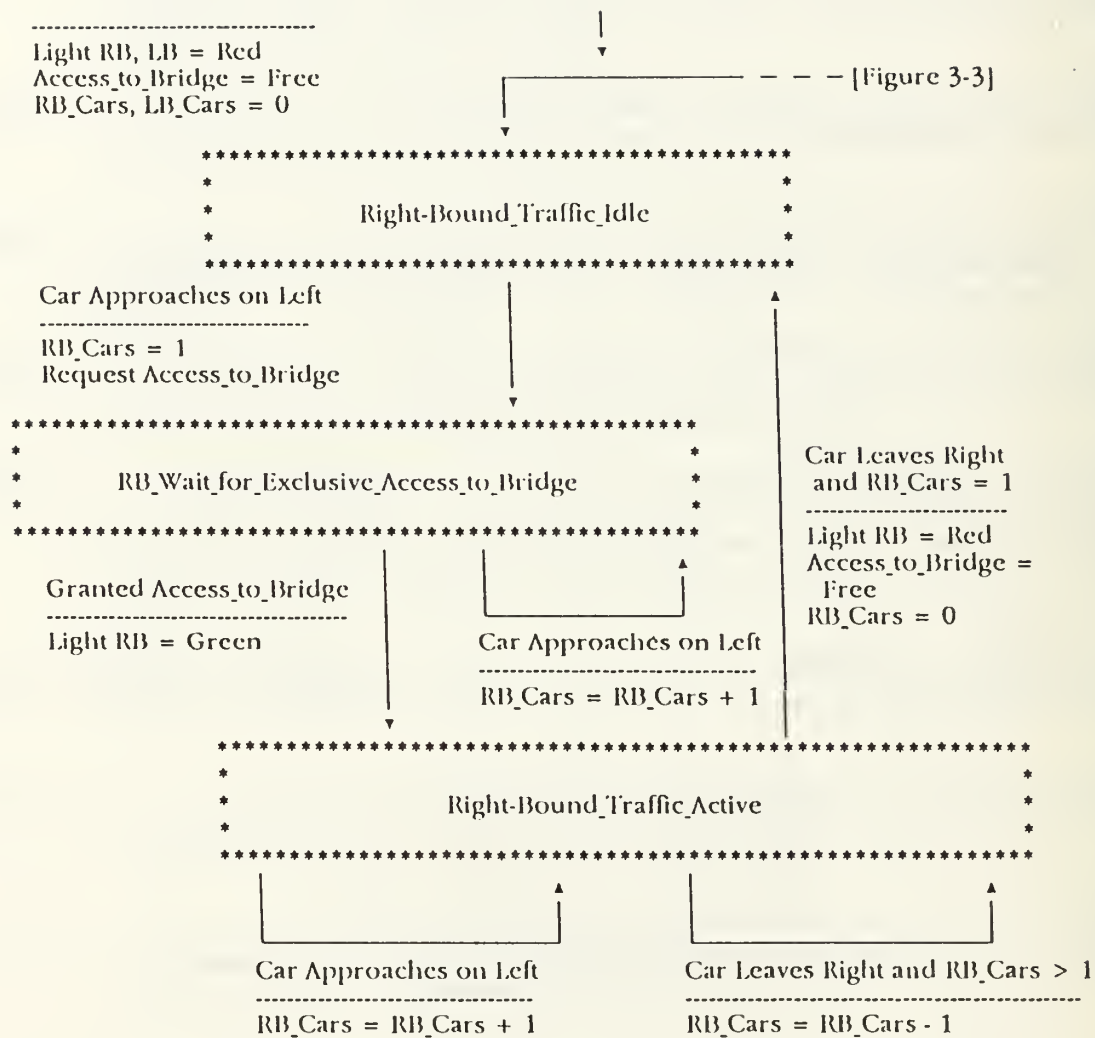 Light RB, LB = Red
Access_to_Bridge = Free
RB_Cars, LB_Cars = 0
[Figure 3-3]
Right-Bound_Traffic_Idle
Car Approaches on Left
RB_Cars = 1
Request Access_to_Bridge
RB_Wait_for_Exclusive_Access_to_Bridge
Car Leaves Right
and RB_Cars = 1
Light RB = Red
Access_to_Bridge =
Free
RB_Cars = 0
Granted Access_to_Bridge
Light RB = Green
Car Approaches on Left
RB_Cars = RB_Cars + 1
Right-Bound_Traffic_Active
Car Approaches on Left
RB_Cars = RB_Cars + 1
Car Leaves Right and RB_Cars > 1
RB_Cars = RB_Cars - 1